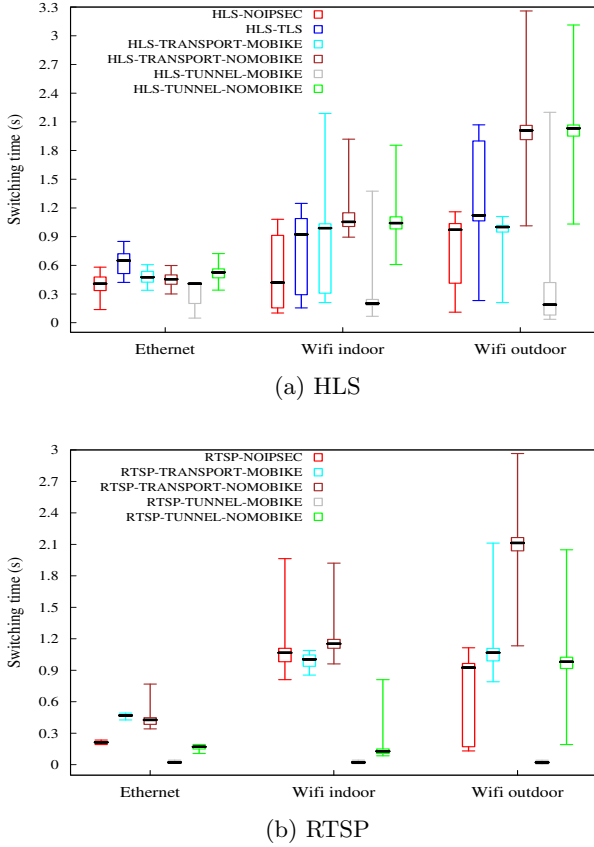 3.3
3
2.7
2.4
2.1
1.8
1.5
1.2
0.9
0.6
0.3
0
Switching time (s)
HLS-NOIPSEC
HLS-TLS
HLS-TRANSPORT-MOBIKE
HLS-TRANSPORT-NOMOBIKE
HLS-TUNNEL-MOBIKE
HLS-TUNNEL-NOMOBIKE
Ethernet Wifi indoor Wifi outdoor
(a) HLS
3
2.7
2.4
2.1
1.8
1.5
1.2
0.9
0.6
0.3
0
Switching time (s)
RTSP-NOIPSEC
RTSP-TRANSPORT-MOBIKE
RTSP-TRANSPORT-NOMOBIKE
RTSP-TUNNEL-MOBIKE
RTSP-TUNNEL-NOMOBIKE
Ethernet Wifi indoor Wifi outdoor
(b) RTSP